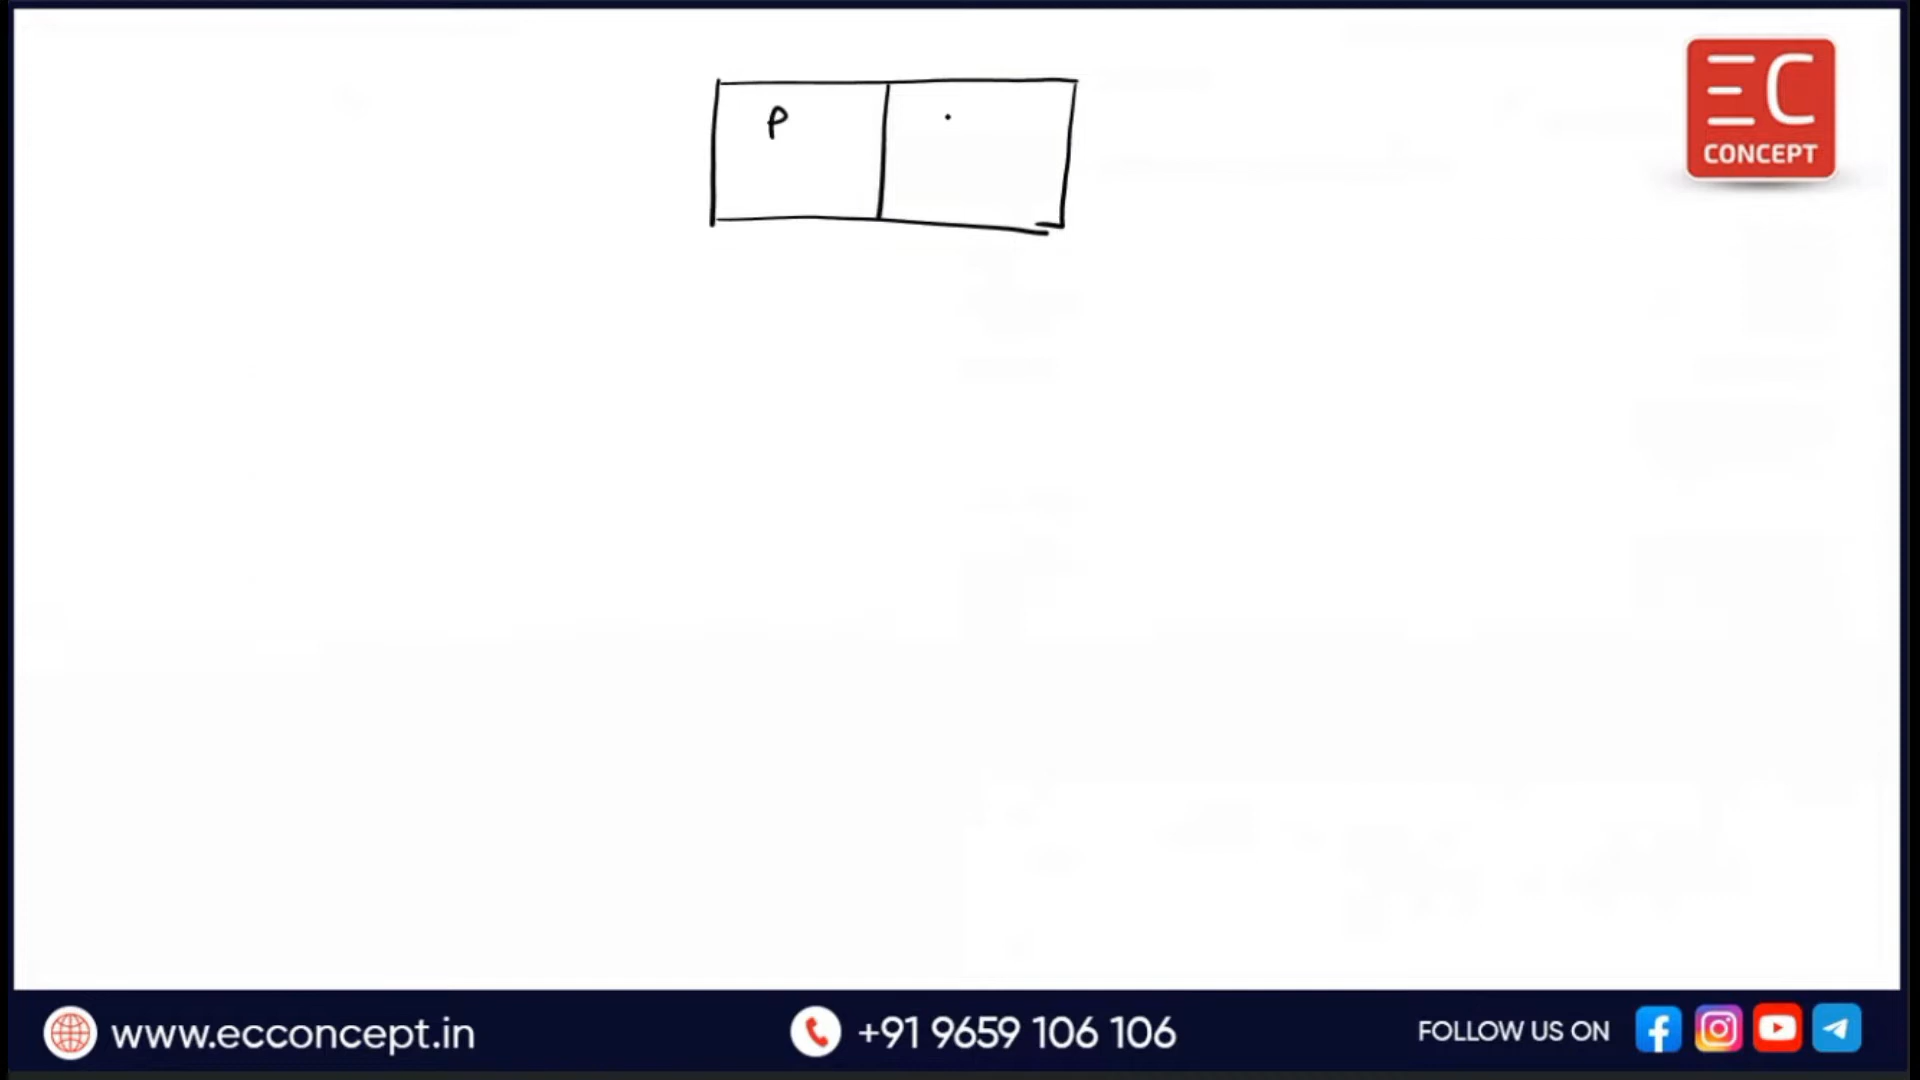 EC
CONCEPT
P
www.ecconcept.in
+91 9659 106 106
FOLLOW US ON